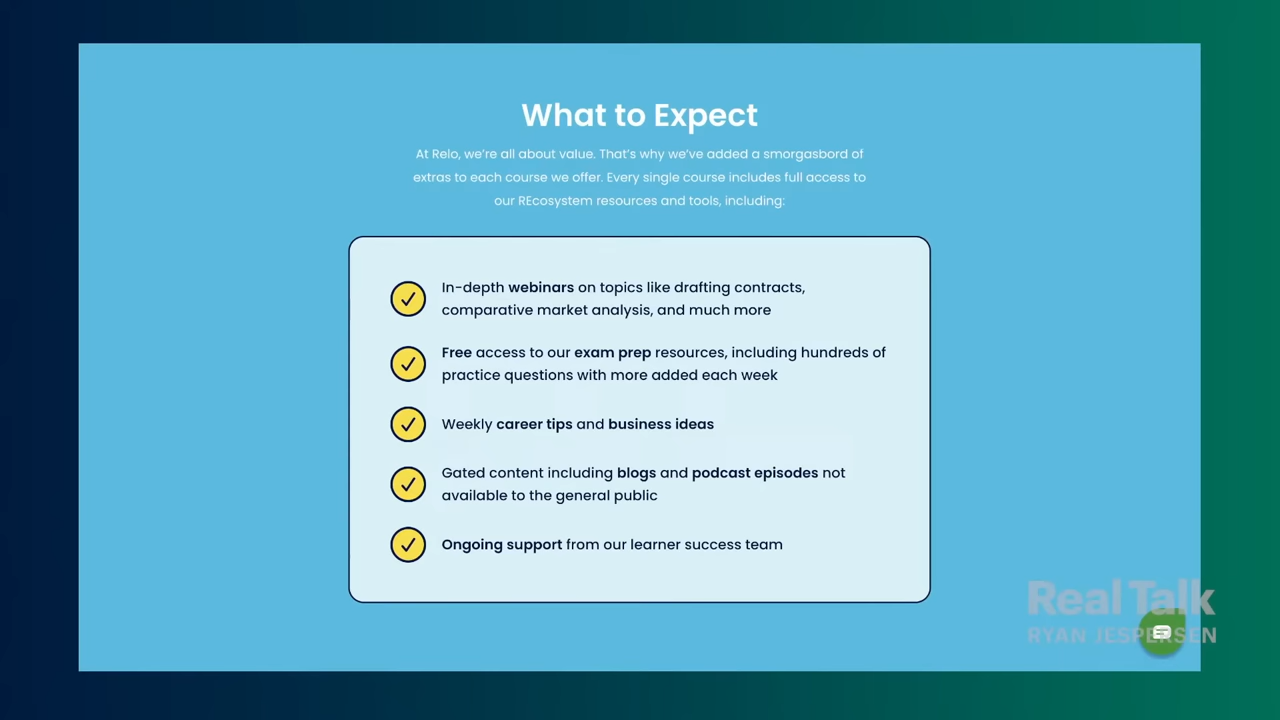 What to Expect
At Relo, we're all about value. That's why we've added a smorgasbord of
extras to each course we offer. Every single course includes full access to
our REcosystem resources and tools, including:
In-depth webinars on topics like drafting contracts,
comparative market analysis, and much more
Free access to our exam prep resources, including hundreds of
practice questions with more added each week
Weekly career tips and business ideas
Gated content including blogs and podcast episodes not
available to the general public
Ongoing support from our learner success team
Real Talk
RYAN JESPERSEN